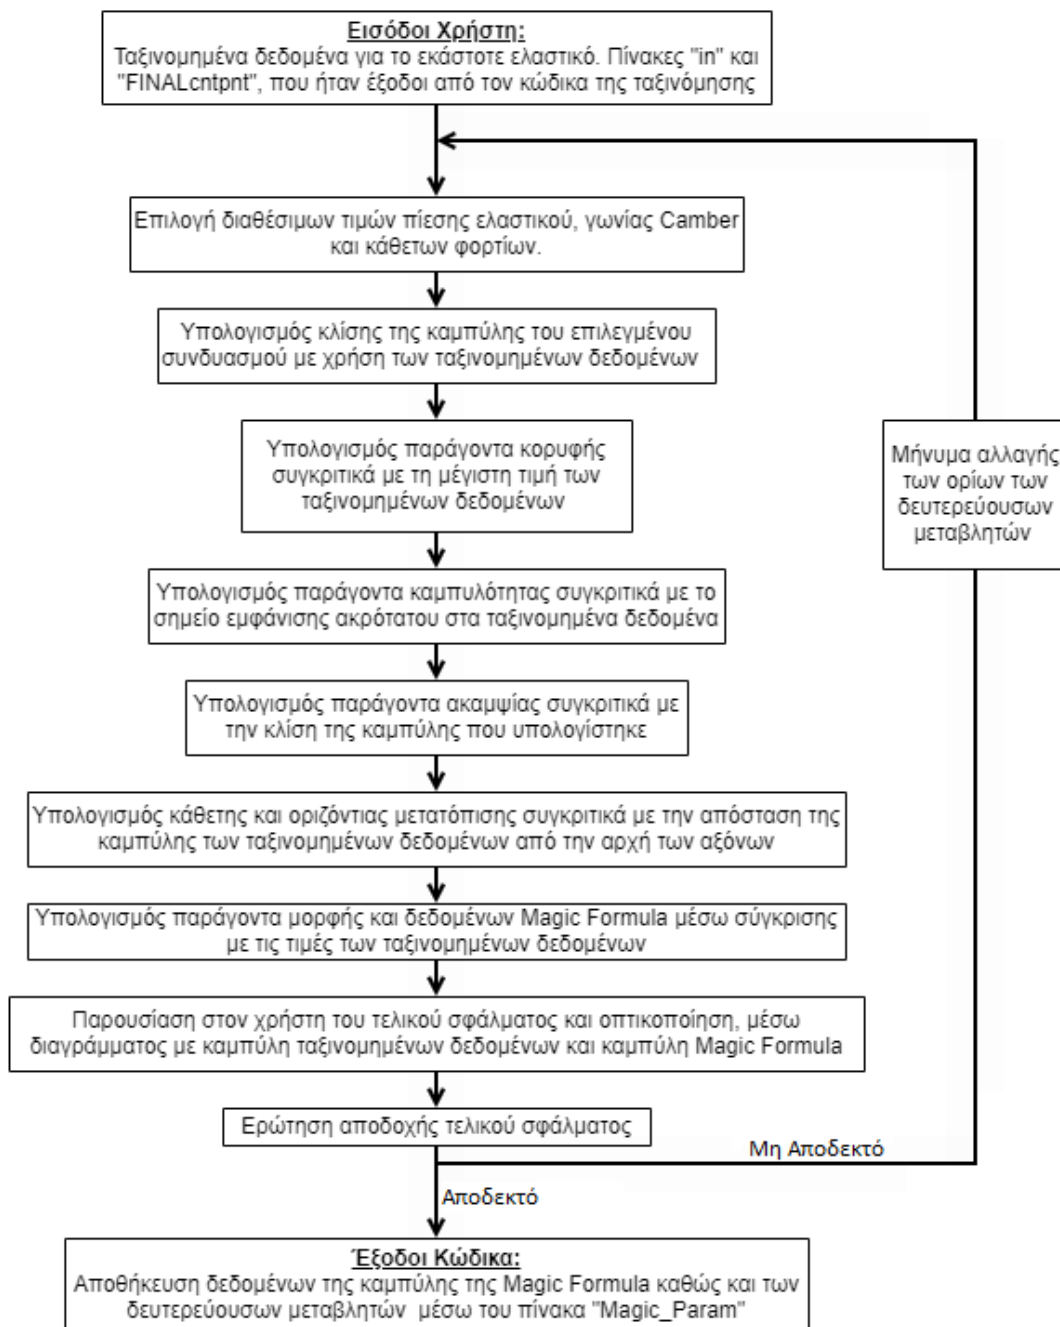 Εισόδοι Χρήστη:
Ταξινομημένα δεδομένα για το εκάστοτε ελαστικό. Πίνακες "in" και
"FINALcntpnt", που ήταν έξοδοι από τον κώδικα της ταξινόμησης
Επιλογή διαθέσιμων τιμών πίεσης ελαστικού, γωνίας Camber
και κάθετων φορτίων.
Υπολογισμός κλίσης της καμπύλης του επιλεγμένου
συνδυασμού με χρήση των ταξινομημένων δεδομένων
Υπολογισμός παράγοντα κορυφής
συγκριτικά με τη μέγιστη τιμή των
ταξινομημένων δεδομένων
Μήνυμα αλλαγής
των ορίων των
δευτερεύουσων
μεταβλητών
Υπολογισμός παράγοντα καμπυλότητας συγκριτικά με το
σημείο εμφάνισης ακρότατου στα ταξινομημένα δεδομένα
Υπολογισμός παράγοντα ακαμψίας συγκριτικά με
την κλίση της καμπύλης που υπολογίστηκε
Υπολογισμός κάθετης και οριζόντιας μετατόπισης συγκριτικά με την απόσταση της
καμπύλης των ταξινομημένων δεδομένων από την αρχή των αξόνων
Υπολογισμός παράγοντα μορφής και δεδομένων Magic Formula μέσω σύγκρισης
με τις τιμές των ταξινομημένων δεδομένων
Παρουσίαση στον χρήστη του τελικού σφάλματος και οπτικοποίηση, μέσω
διαγράμματος με καμπύλη ταξινομημένων δεδομένων και καμπύλη Magic Formula
Ερώτηση αποδοχής τελικού σφάλματος
Μη Αποδεκτό
Αποδεκτό
Έξοδοι Κώδικα:
Αποθήκευση δεδομένων της καμπύλης της Magic Formula καθώς και των
δευτερεύουσων μεταβλητών μέσω του πίνακα "Magic_Param"